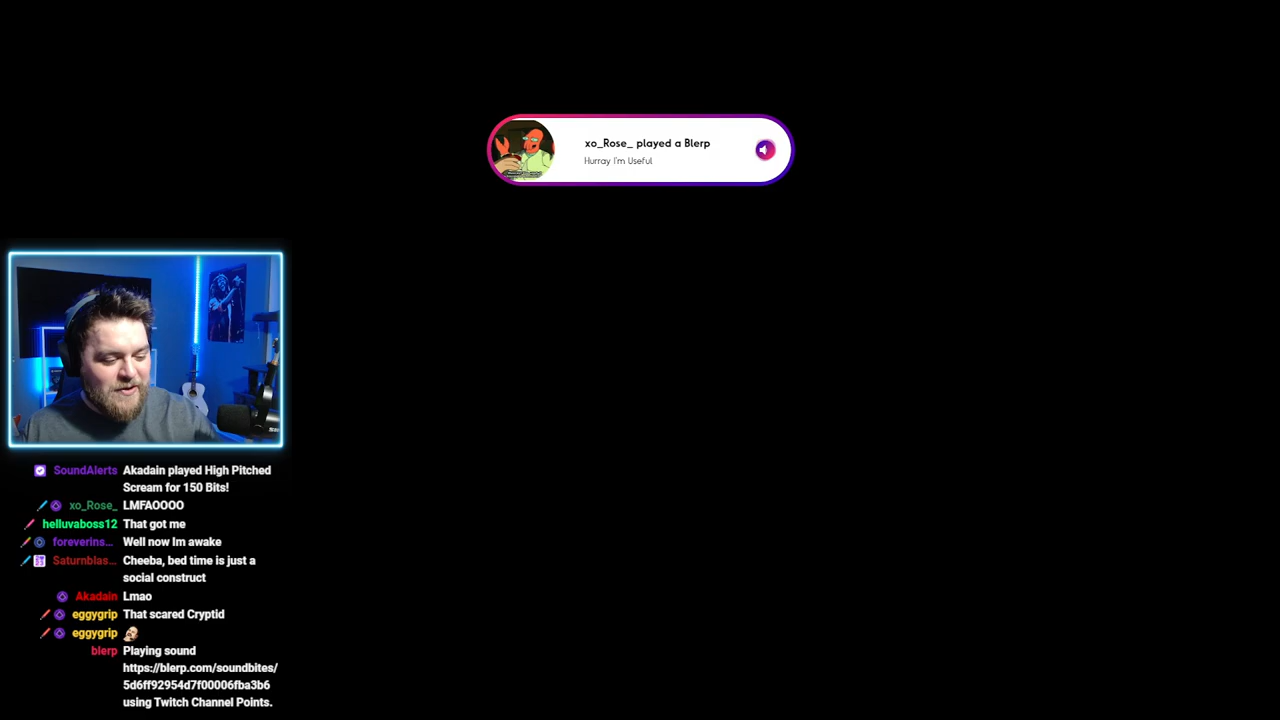 xo_Rose_ played a Blerp
Hurray I'm Useful
SoundAlerts Akadain played High Pitched
Scream for 150 Bits!
xo_Rose_ LMFAOOOO
helluvaboss12 That got me
foreverins... Well now Im awake
Saturnblas... Cheeba, bed time is just a
social construct
Akadain Lmao
eggygrip That scared Cryptid
eggygrip
blerp Playing sound
https://blerp.com/soundbites/
5d6ff92954d7f00006fba3b6
using Twitch Channel Points.